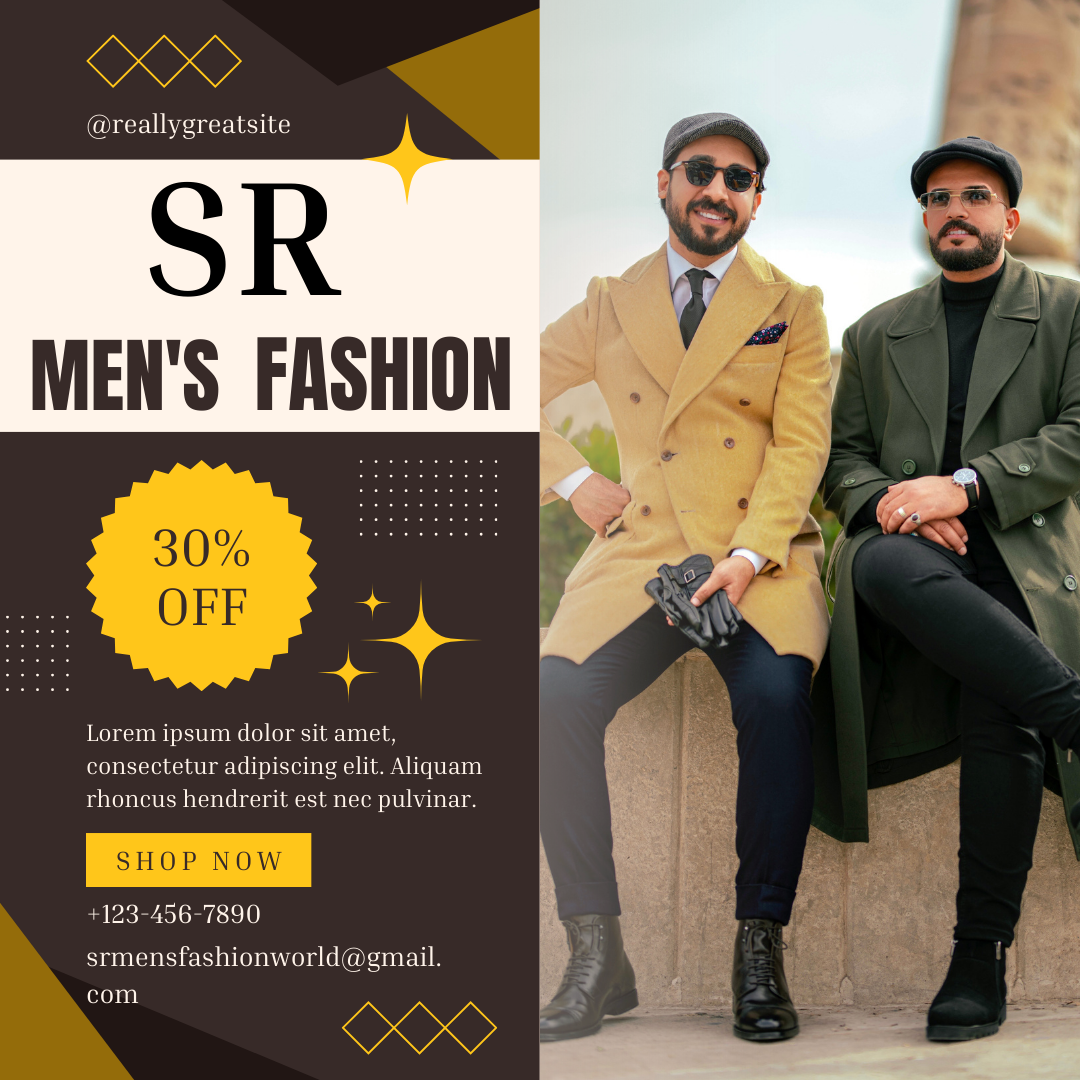 @reallygreatsite
SR
MEN'S FASHION
30%
OFF
Lorem ipsum dolor sit amet,
consectetur adipiscing elit. Aliquam
rhoncus hendrerit est nec pulvinar.
SHOP NOW
+123-456-7890
srmensfashionworld@gmail.
com